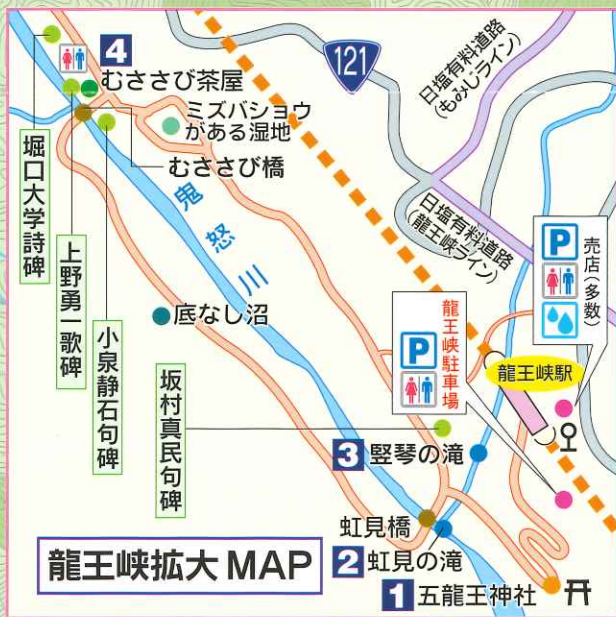 堀口大学詩碑
4
むささび茶屋
ミズバショウ
がある湿地
むささび橋
上野勇一歌碑
小泉静石句碑
坂村真民句碑
鬼怒川
底なし沼
121
日塩有料道路
(もみじライン)
日塩有料道路
(龍王峡ライン)
P
売店(多数)
P
龍王峡駐車場
龍王峡駅
3 竪琴の滝
虹見橋
2 虹見の滝
1 五龍王神社
龍王峡拡大MAP